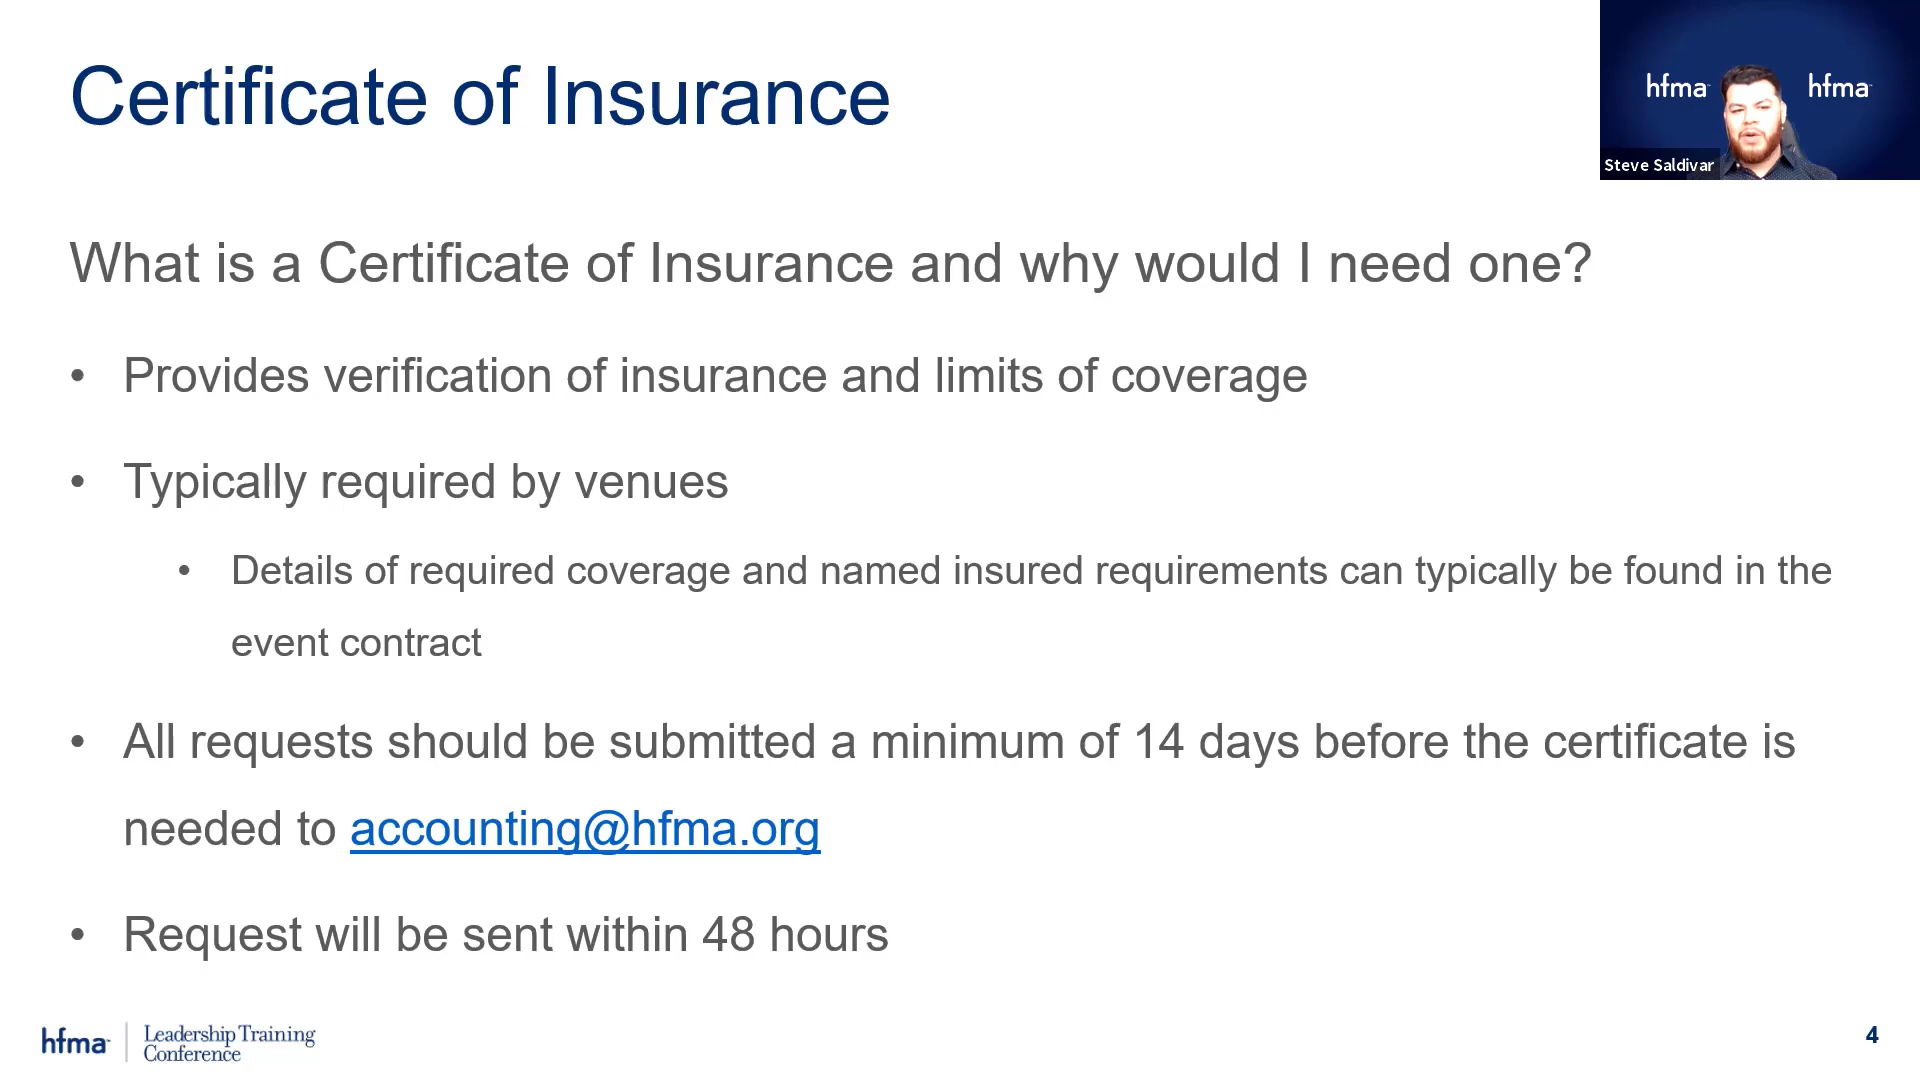 Certificate of Insurance
hfma
hfma
Steve Saldivar
What is a Certificate of Insurance and why would I need one?
• Provides verification of insurance and limits of coverage
• Typically required by venues
• Details of required coverage and named insured requirements can typically be found in the
event contract
• All requests should be submitted a minimum of 14 days before the certificate is
needed to accounting@hfma.org
• Request will be sent within 48 hours
hfma
Leadership Training
Conference
4